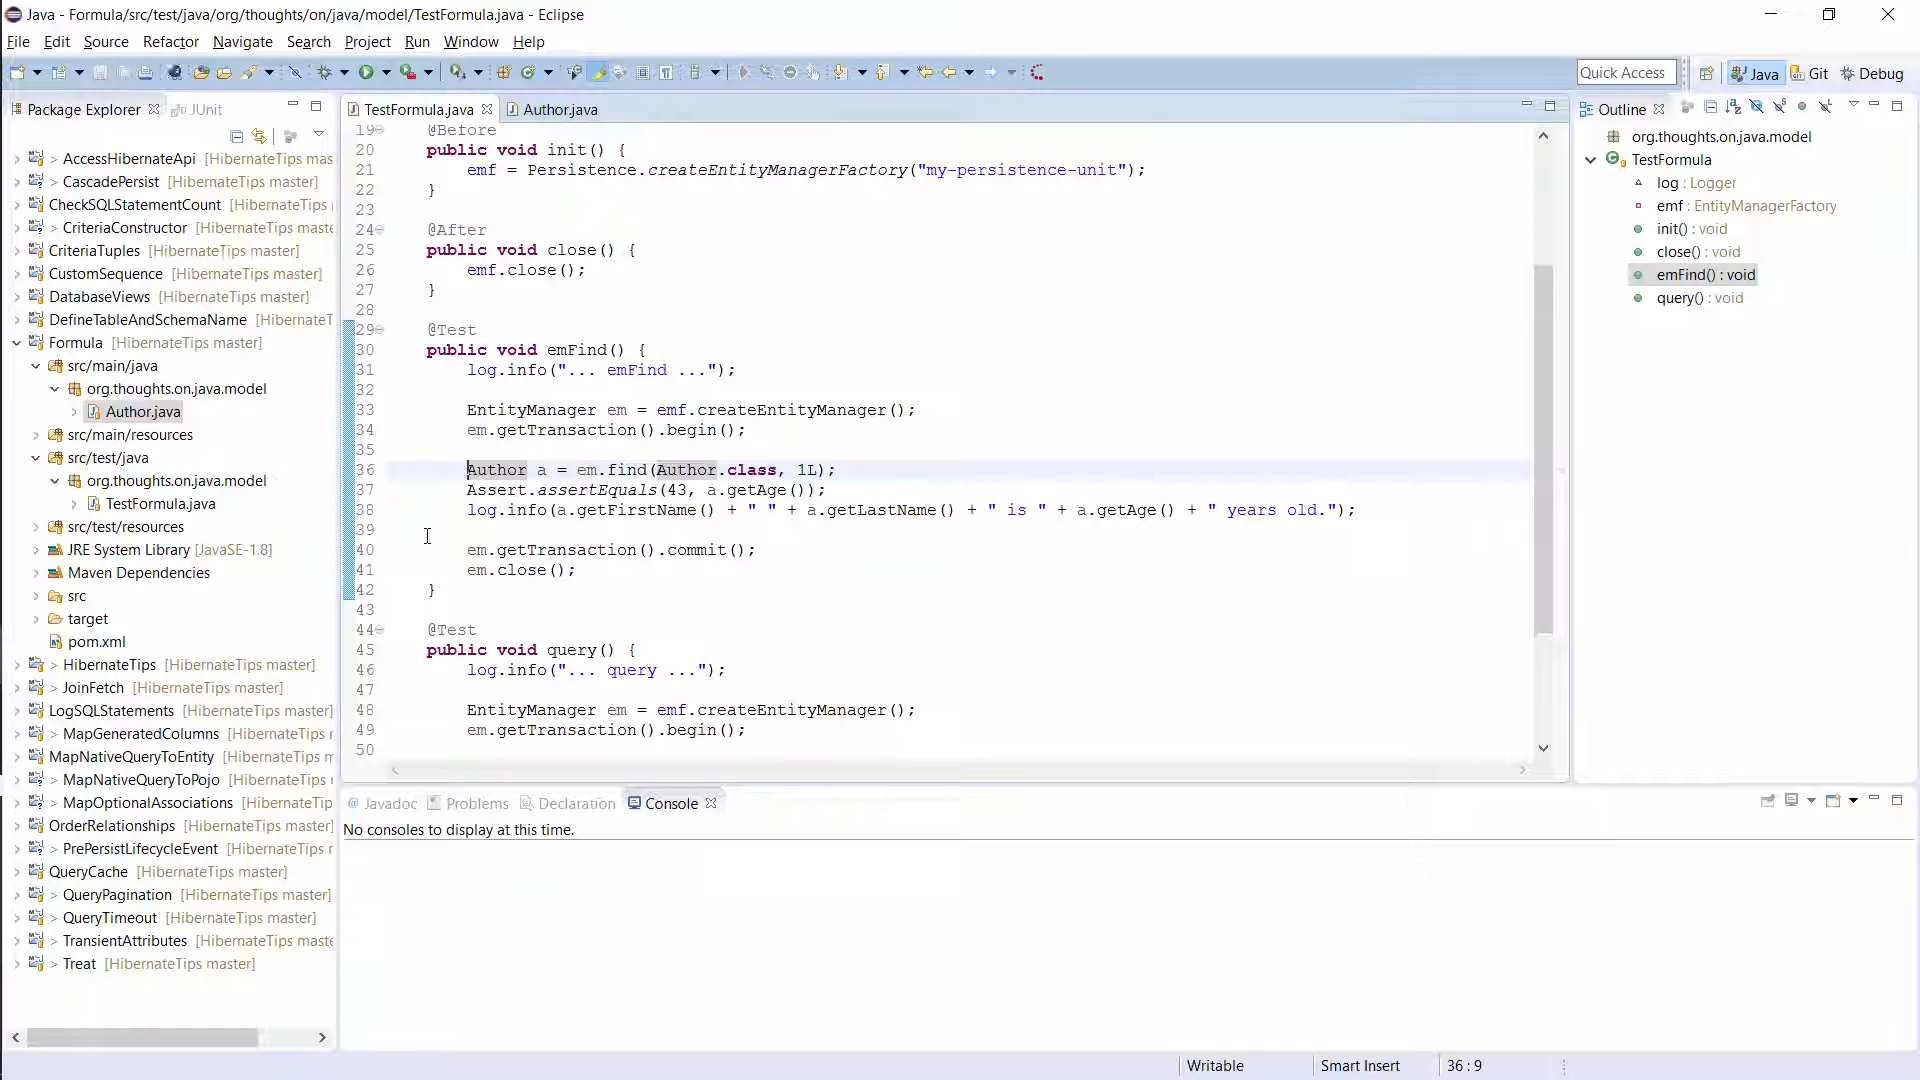 Java - Formula/src/test/java/org/thoughts/on/java/model/TestFormula.java - Eclipse
File Edit Source Refactor Navigate Search Project Run Window Help
Quick Access
Java
Git
Debug
Package Explorer
JUnit
> AccessHibernateApi [HibernateTips mas
> CascadePersist [HibernateTips master]
CheckSQLStatementCount [HibernateTips
> CriteriaConstructor [HibernateTips maste
CriteriaTuples [HibernateTips master]
CustomSequence [HibernateTips master]
DatabaseViews [HibernateTips master]
DefineTableAndSchemaName [HibernateT
Formula [HibernateTips master]
src/main/java
org.thoughts.on.java.model
Author.java
src/main/resources
src/test/java
org.thoughts.on.java.model
TestFormula.java
src/test/resources
JRE System Library [JavaSE-1.8]
Maven Dependencies
src
target
pom.xml
> HibernateTips [HibernateTips master]
> JoinFetch [HibernateTips master]
LogSQLStatements [HibernateTips master]
> MapGeneratedColumns [HibernateTips r
MapNativeQueryToEntity [HibernateTips m
> MapNativeQueryToPojo [HibernateTips r
> MapOptionalAssociations [HibernateTip
OrderRelationships [HibernateTips master]
> PrePersistLifecycleEvent [HibernateTips r
QueryCache [HibernateTips master]
> QueryPagination [HibernateTips master]
> QueryTimeout [HibernateTips master]
> TransientAttributes [HibernateTips maste
> Treat [HibernateTips master]
TestFormula.java
Author.java
19 @Before
20 public void init() {
21 emf = Persistence.createEntityManagerFactory("my-persistence-unit");
22 }
23
24 @After
25 public void close() {
26 emf.close();
27 }
28
29 @Test
30 public void emFind() {
31 log.info("... emFind ...");
32
33 EntityManager em = emf.createEntityManager();
34 em.getTransaction().begin();
35
36 Author a = em.find(Author.class, 1L);
37 Assert.assertEquals(43, a.getAge());
38 log.info(a.getFirstName() + " " + a.getLastName() + " is " + a.getAge() + " years old.");
39
40 em.getTransaction().commit();
41 em.close();
42 }
43
44 @Test
45 public void query() {
46 log.info("... query ...");
47
48 EntityManager em = emf.createEntityManager();
49 em.getTransaction().begin();
50
Outline
org.thoughts.on.java.model
TestFormula
log : Logger
emf : EntityManagerFactory
init() : void
close() : void
emFind() : void
query() : void
@ Javadoc
Problems
Declaration
Console
No consoles to display at this time.
Writable
Smart Insert
36 : 9